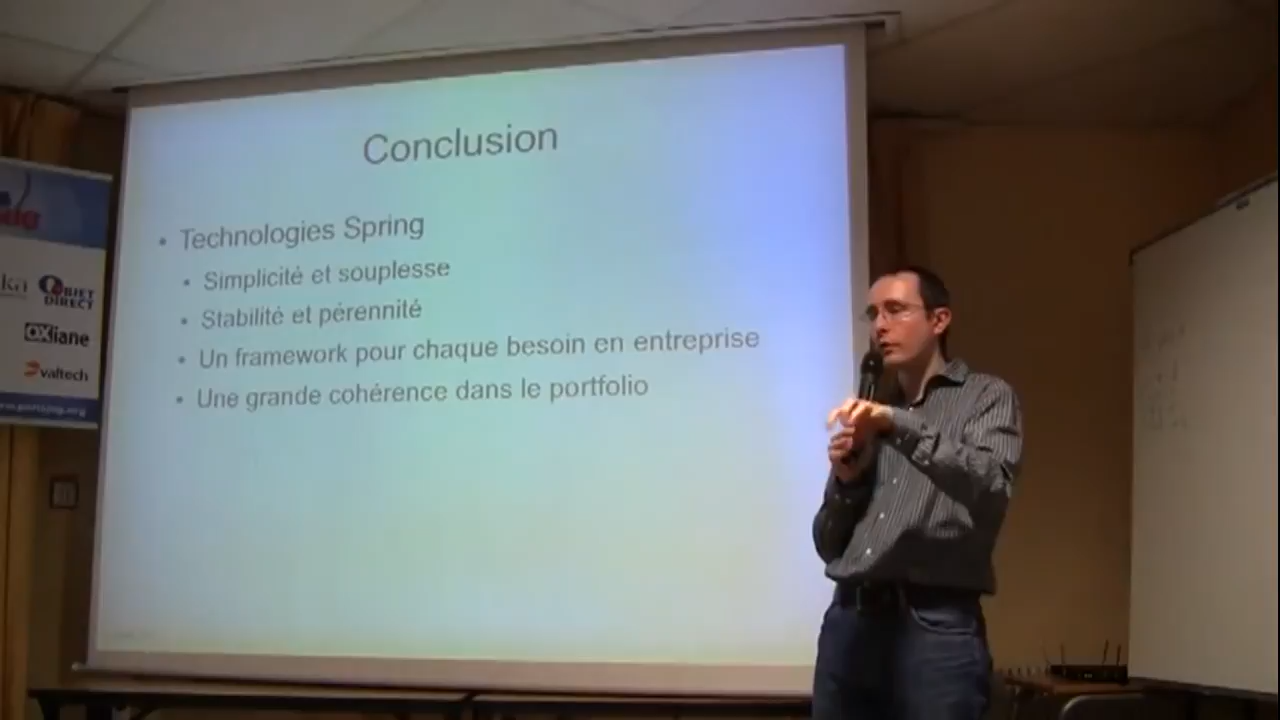 Conclusion
• Technologies Spring
• Simplicité et souplesse
• Stabilité et pérennité
• Un framework pour chaque besoin en entreprise
• Une grande cohérence dans le portfolio
OBJET
DIRECT
OXiane
valtech